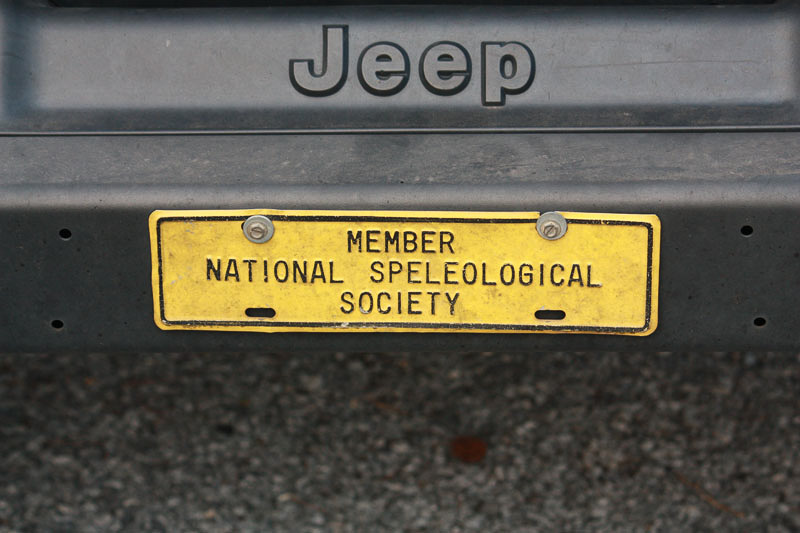 Jeep
MEMBER
NATIONAL SPELEOLOGICAL
SOCIETY